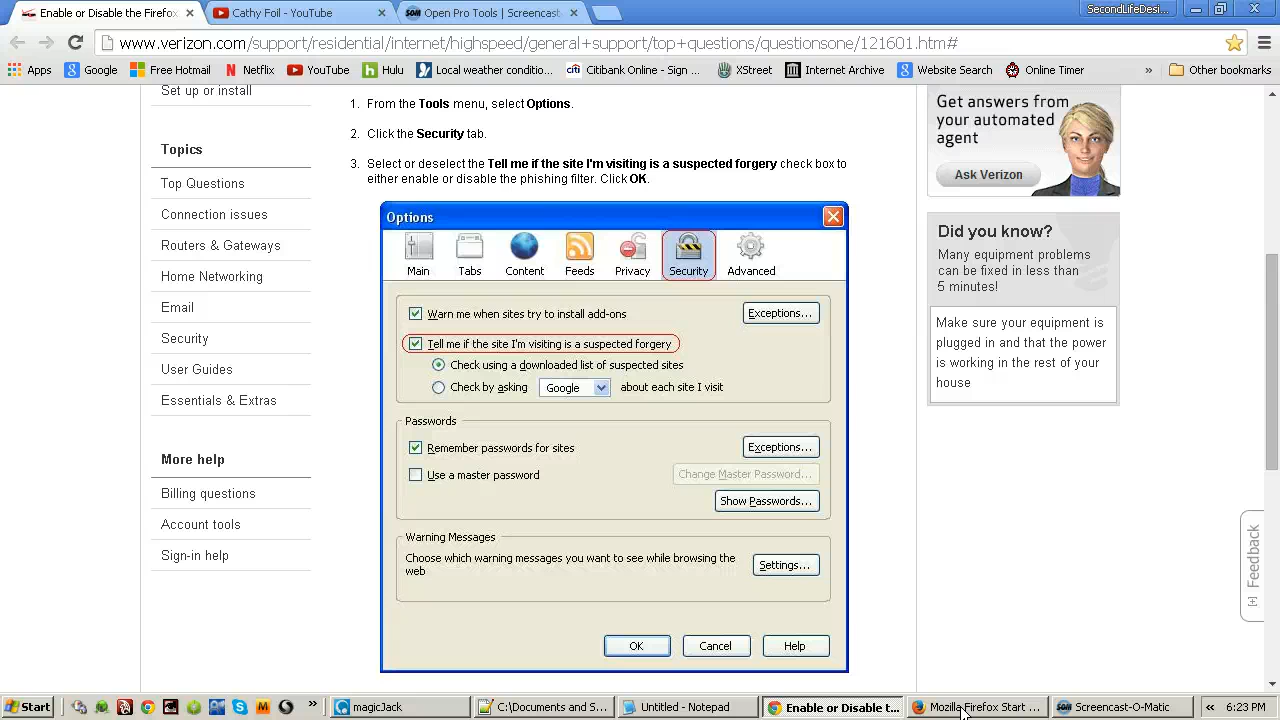 Enable or Disable the Firefox
Cathy Foil - YouTube
Open Pro Tools | Screencast
SecondLifeDesi...
www.verizon.com/support/residential/internet/highspeed/general+support/top+questions/questionsone/121601.htm#
Apps
Google
Free Hotmail
Netflix
YouTube
Hulu
Local weather conditio...
Citibank Online - Sign ...
XStreet
Internet Archive
Website Search
Online Timer
»
Other bookmarks
Set up or install
Topics
Top Questions
Connection issues
Routers & Gateways
Home Networking
Email
Security
User Guides
Essentials & Extras
More help
Billing questions
Account tools
Sign-in help
1. From the Tools menu, select Options.
2. Click the Security tab.
3. Select or deselect the Tell me if the site I'm visiting is a suspected forgery check box to
either enable or disable the phishing filter. Click OK.
Options
Main
Tabs
Content
Feeds
Privacy
Security
Advanced
Warn me when sites try to install add-ons
Exceptions...
Tell me if the site I'm visiting is a suspected forgery
Check using a downloaded list of suspected sites
Check by asking Google about each site I visit
Passwords
Remember passwords for sites
Exceptions...
Use a master password
Change Master Password...
Show Passwords...
Warning Messages
Choose which warning messages you want to see while browsing the
web
Settings...
OK
Cancel
Help
Get answers from
your automated
agent
Ask Verizon
Did you know?
Many equipment problems
can be fixed in less than
5 minutes!
Make sure your equipment is
plugged in and that the power
is working in the rest of your
house
[+] Feedback
Start
»
magicJack
C:\Documents and S...
Untitled - Notepad
Enable or Disable t...
Mozilla Firefox Start ...
Screencast-O-Matic
«
6:23 PM